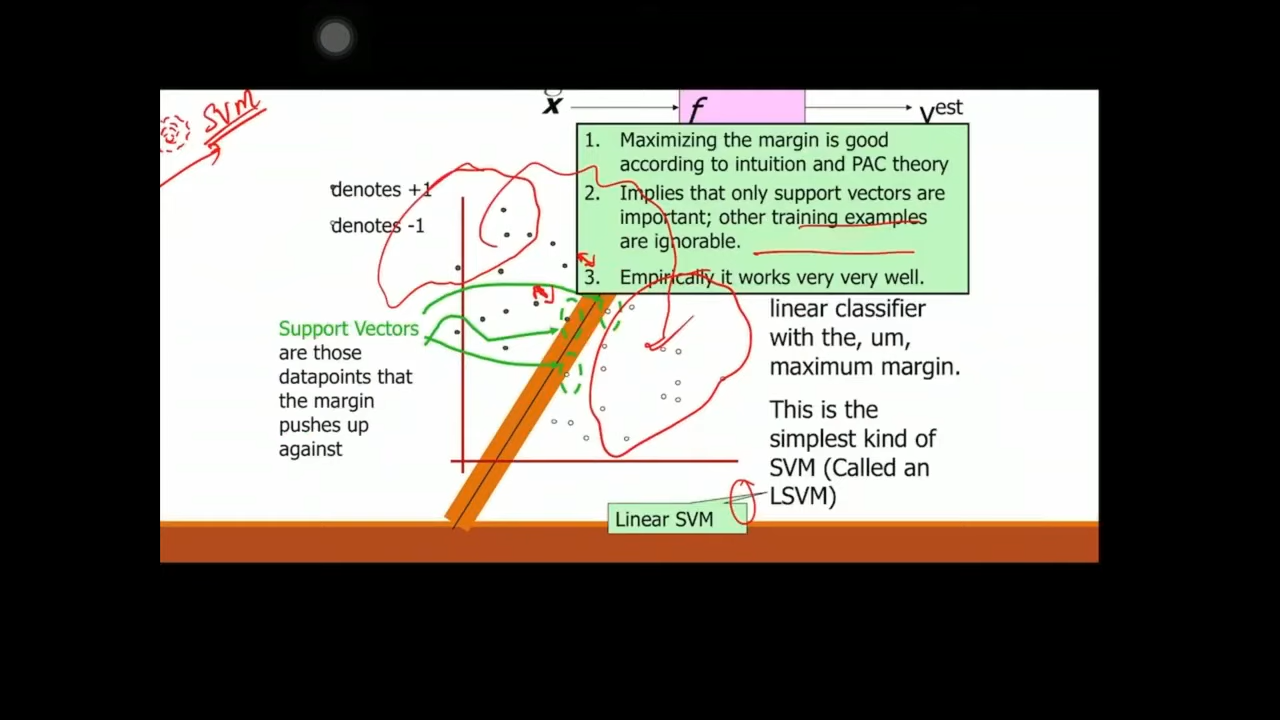 SVM
x
f
yest
1. Maximizing the margin is good
according to intuition and PAC theory
2. Implies that only support vectors are
important; other training examples
are ignorable.
3. Empirically it works very very well.
denotes +1
denotes -1
Support Vectors
are those
datapoints that
the margin
pushes up
against
linear classifier
with the, um,
maximum margin.
This is the
simplest kind of
SVM (Called an
LSVM)
Linear SVM